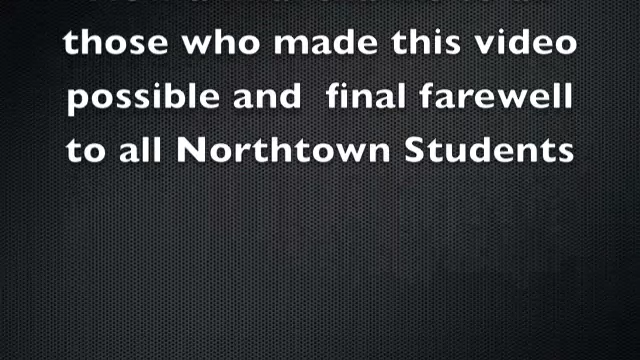 those who made this video
possible and final farewell
to all Northtown Students